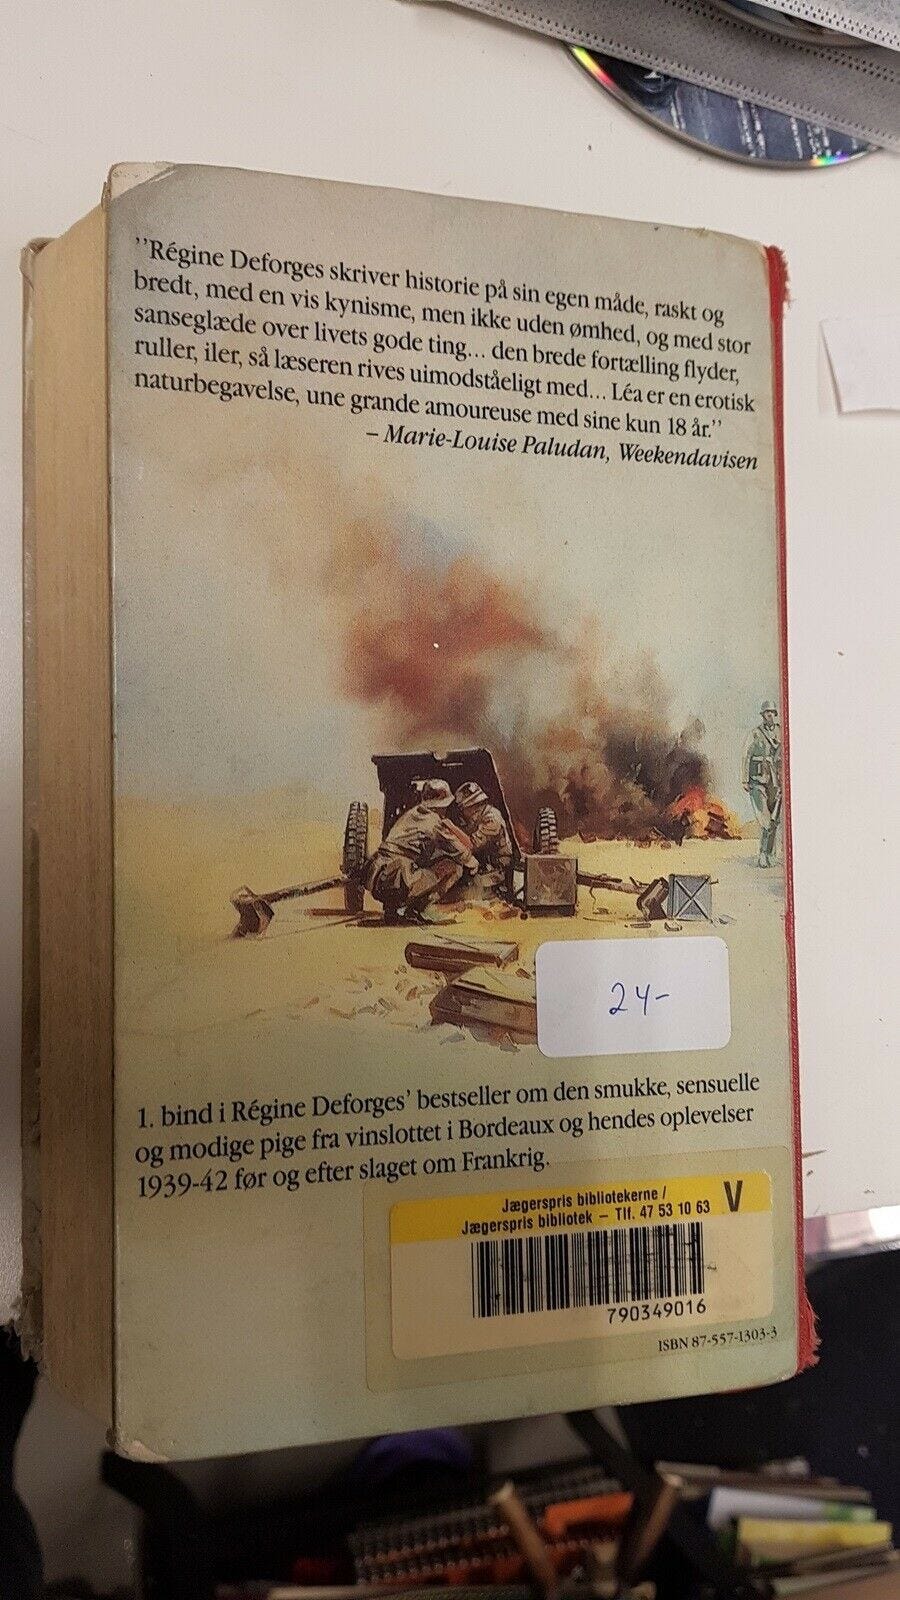 "Régine Deforges skriver historie på sin egen måde, raskt og
bredt, med en vis kynisme, men ikke uden ømhed, og med stor
sanseglæde over livets gode ting... den brede fortælling flyder,
ruller, iler, så læseren rives uimodståeligt med... Léa er en erotisk
naturbegavelse, une grande amoureuse med sine kun 18 år."
– Marie-Louise Paludan, Weekendavisen
24-
1. bind i Régine Deforges' bestseller om den smukke, sensuelle
og modige pige fra vinslottet i Bordeaux og hendes oplevelser
1939-42 før og efter slaget om Frankrig.
Jægerspris bibliotekerne /
Jægerspris bibliotek – Tlf. 47 53 10 63
V
790349016
ISBN 87-557-1303-3